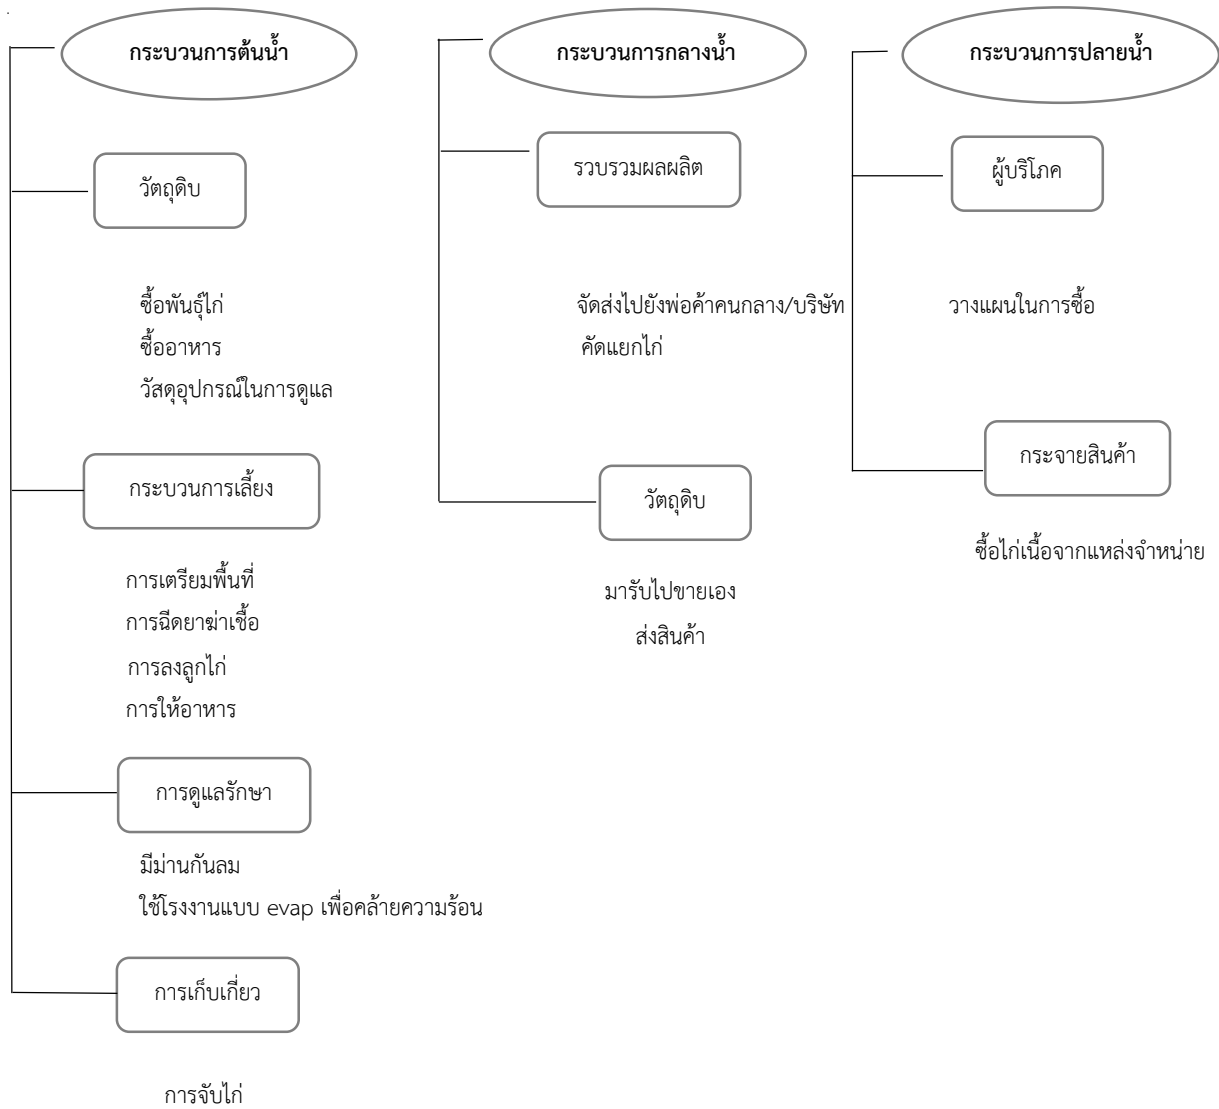 กระบวนการต้นน้ำ
วัตถุดิบ
ซื้อพันธุ์ไก่
ซื้ออาหาร
วัสดุอุปกรณ์ในการดูแล
กระบวนการเลี้ยง
การเตรียมพื้นที่
การฉีดยาฆ่าเชื้อ
การลงลูกไก่
การให้อาหาร
การดูแลรักษา
มีม่านกันลม
ใช้โรงงานแบบ evap เพื่อคล้ายความร้อน
การเก็บเกี่ยว
การจับไก่
กระบวนการกลางน้ำ
รวบรวมผลผลิต
จัดส่งไปยังพ่อค้าคนกลาง/บริษัท
คัดแยกไก่
วัตถุดิบ
มารับไปขายเอง
ส่งสินค้า
กระบวนการปลายน้ำ
ผู้บริโภค
วางแผนในการซื้อ
กระจายสินค้า
ซื้อไก่เนื้อจากแหล่งจำหน่าย